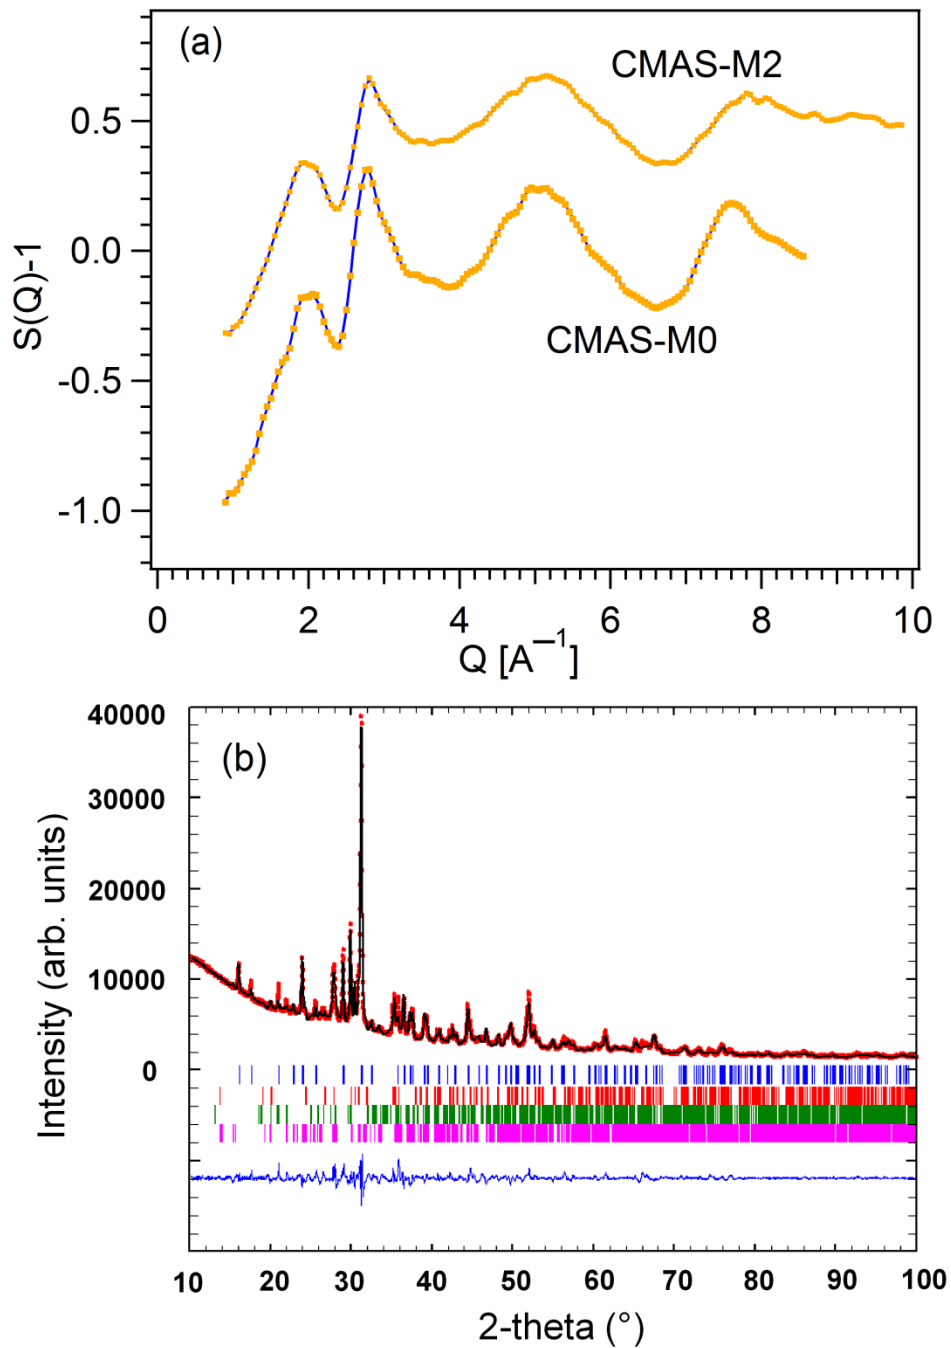 (a)
CMAS-M2
CMAS-M0
S(Q)-1
0.5
0.0
-0.5
-1.0
0 2 4 6 8 10
Q [A⁻¹]
(b)
Intensity (arb. units)
40000
30000
20000
10000
0
10 20 30 40 50 60 70 80 90 100
2-theta (°)